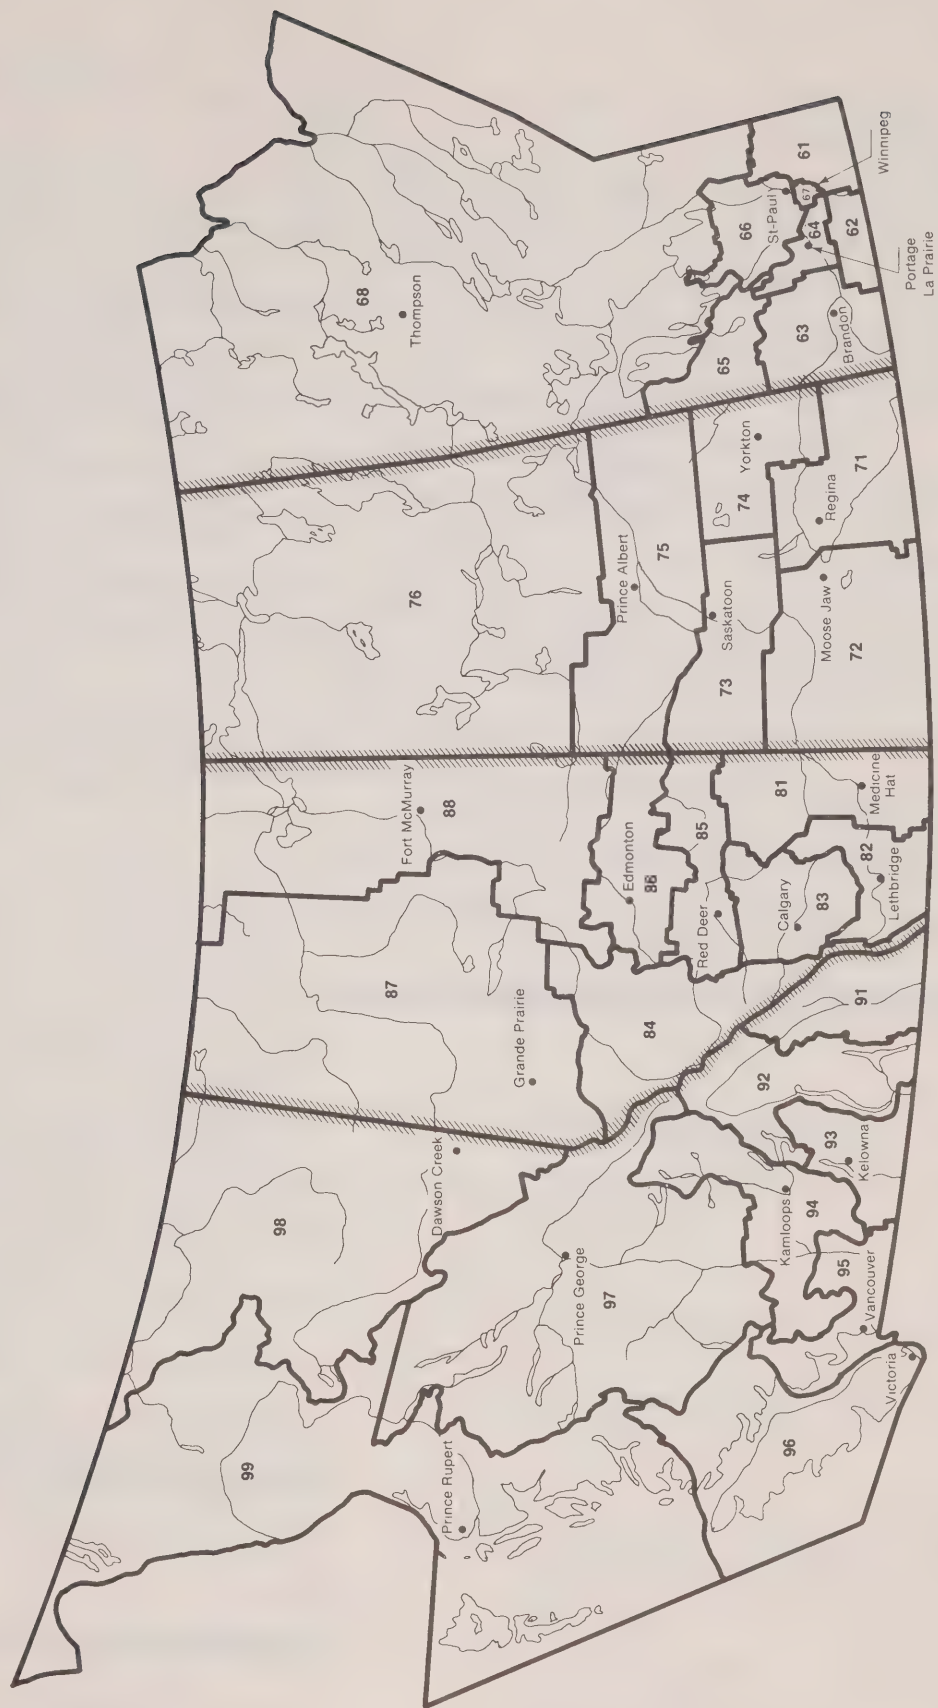 99
98
Prince Rupert
Dawson Creek
87
Grande Prairie
Fort McMurray
88
76
68
Thompson
Prince George
97
96
84
Edmonton
86
85
Red Deer
Prince Albert
75
Saskatoon
73
74
Yorkton
65
66
St-Paul
61
67
64
62
63
Brandon
Winnipeg
Portage
La Prairie
Kamloops
94
95
Vancouver
Victoria
92
93
Kelowna
91
Calgary
83
82
Lethbridge
81
Medicine
Hat
Moose Jaw
72
Regina
71